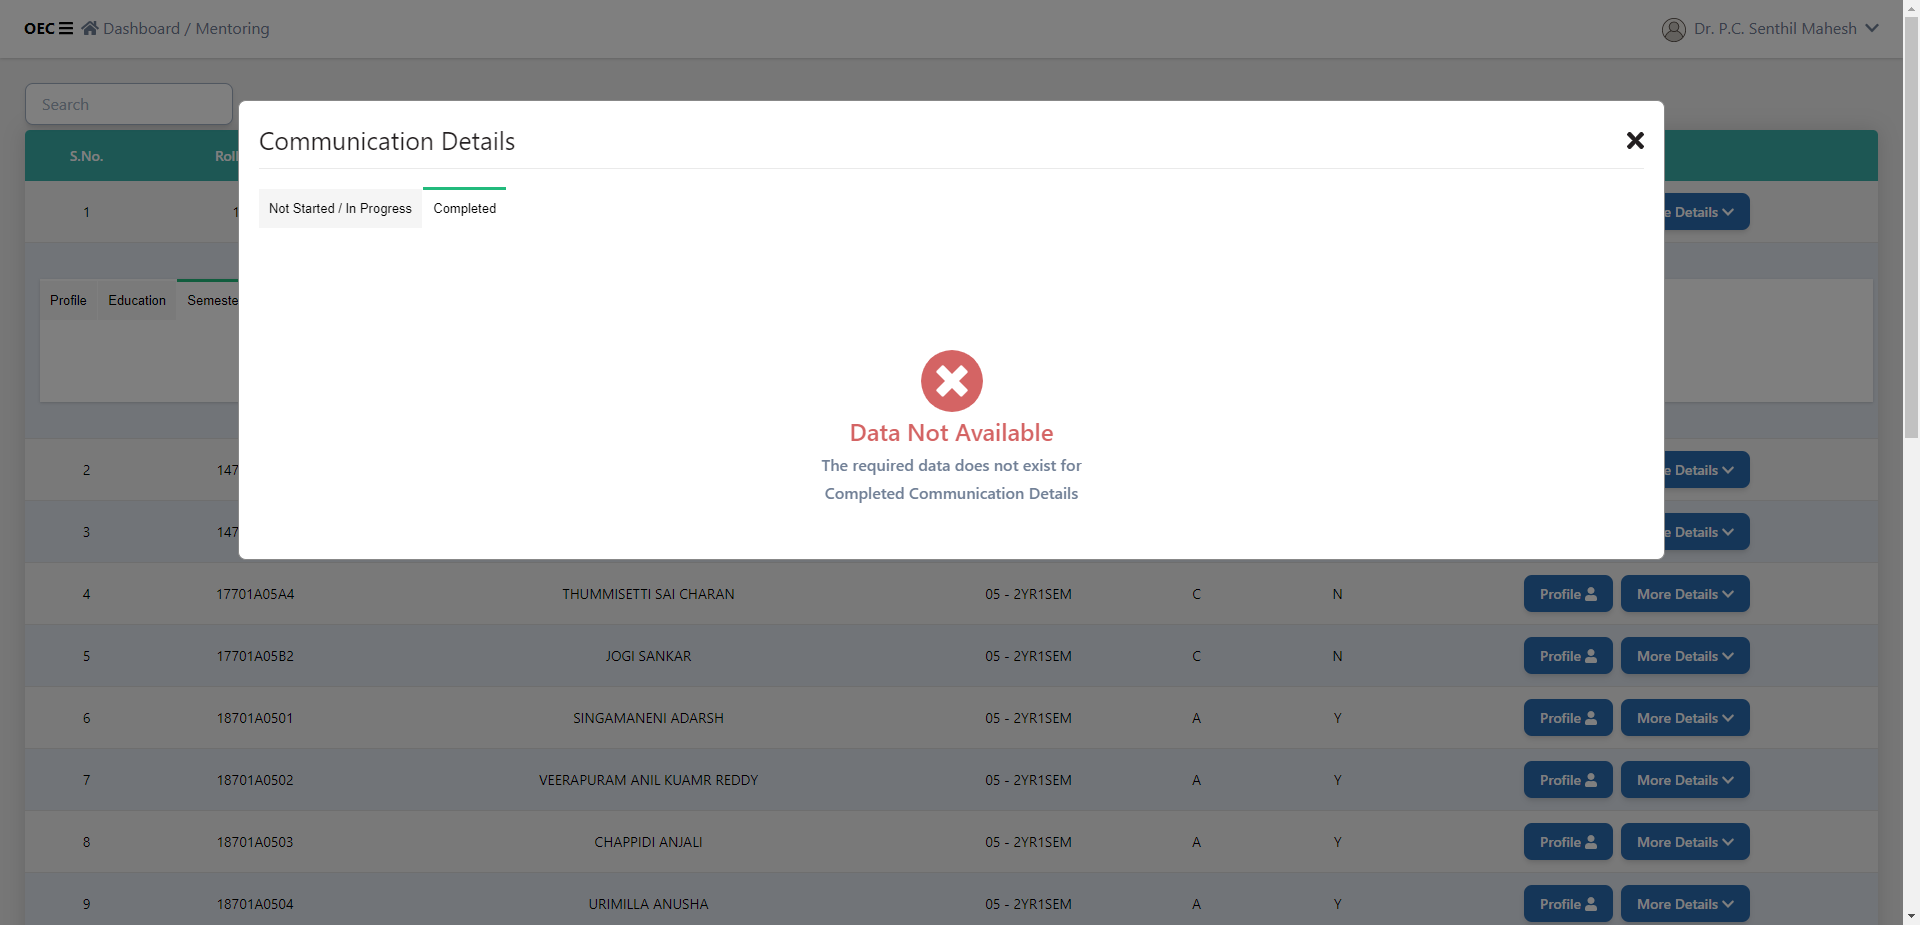 OEC Dashboard / Mentoring
Dr. P.C. Senthil Mahesh
Search
Communication Details
S.No. Roll
Not Started / In Progress Completed
1 1 e Details
Profile Education Semeste
Data Not Available
The required data does not exist for
Completed Communication Details
2 147 e Details
3 147 e Details
4 17701A05A4 THUMMISETTI SAI CHARAN 05 - 2YR1SEM C N Profile More Details
5 17701A05B2 JOGI SANKAR 05 - 2YR1SEM C N Profile More Details
6 18701A0501 SINGAMANENI ADARSH 05 - 2YR1SEM A Y Profile More Details
7 18701A0502 VEERAPURAM ANIL KUAMR REDDY 05 - 2YR1SEM A Y Profile More Details
8 18701A0503 CHAPPIDI ANJALI 05 - 2YR1SEM A Y Profile More Details
9 18701A0504 URIMILLA ANUSHA 05 - 2YR1SEM A Y Profile More Details